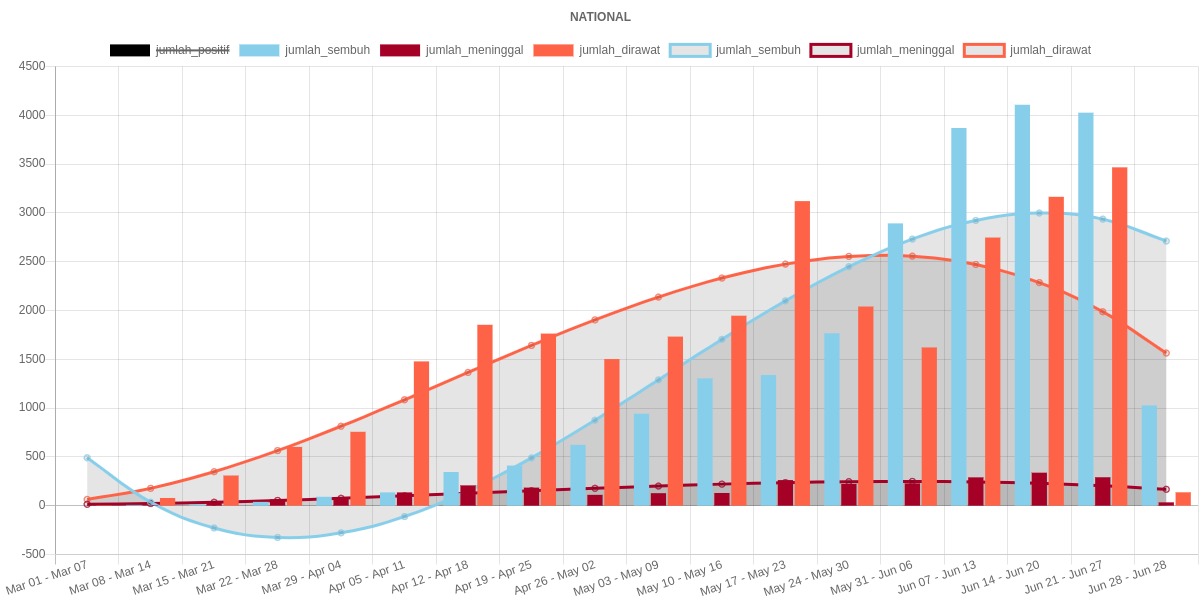 NATIONAL
jumlah_positif jumlah_sembuh jumlah_meninggal jumlah_dirawat jumlah_sembuh jumlah_meninggal jumlah_dirawat
4500
4000
3500
3000
2500
2000
1500
1000
500
0
-500
Mar 01 - Mar 07
Mar 08 - Mar 14
Mar 15 - Mar 21
Mar 22 - Mar 28
Mar 29 - Apr 04
Apr 05 - Apr 11
Apr 12 - Apr 18
Apr 19 - Apr 25
Apr 26 - May 02
May 03 - May 09
May 10 - May 16
May 17 - May 23
May 24 - May 30
May 31 - Jun 06
Jun 07 - Jun 13
Jun 14 - Jun 20
Jun 21 - Jun 27
Jun 28 - Jun 28